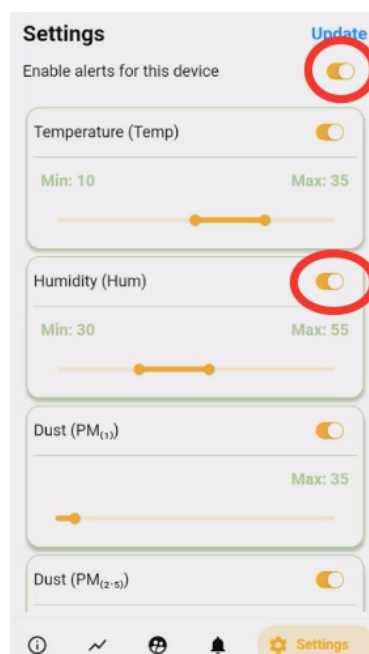 Settings Update
Enable alerts for this device
Temperature (Temp)
Min: 10 Max: 35
Humidity (Hum)
Min: 30 Max: 55
Dust (PM₍₁₎)
Max: 35
Dust (PM₍₂.₅₎)
Settings